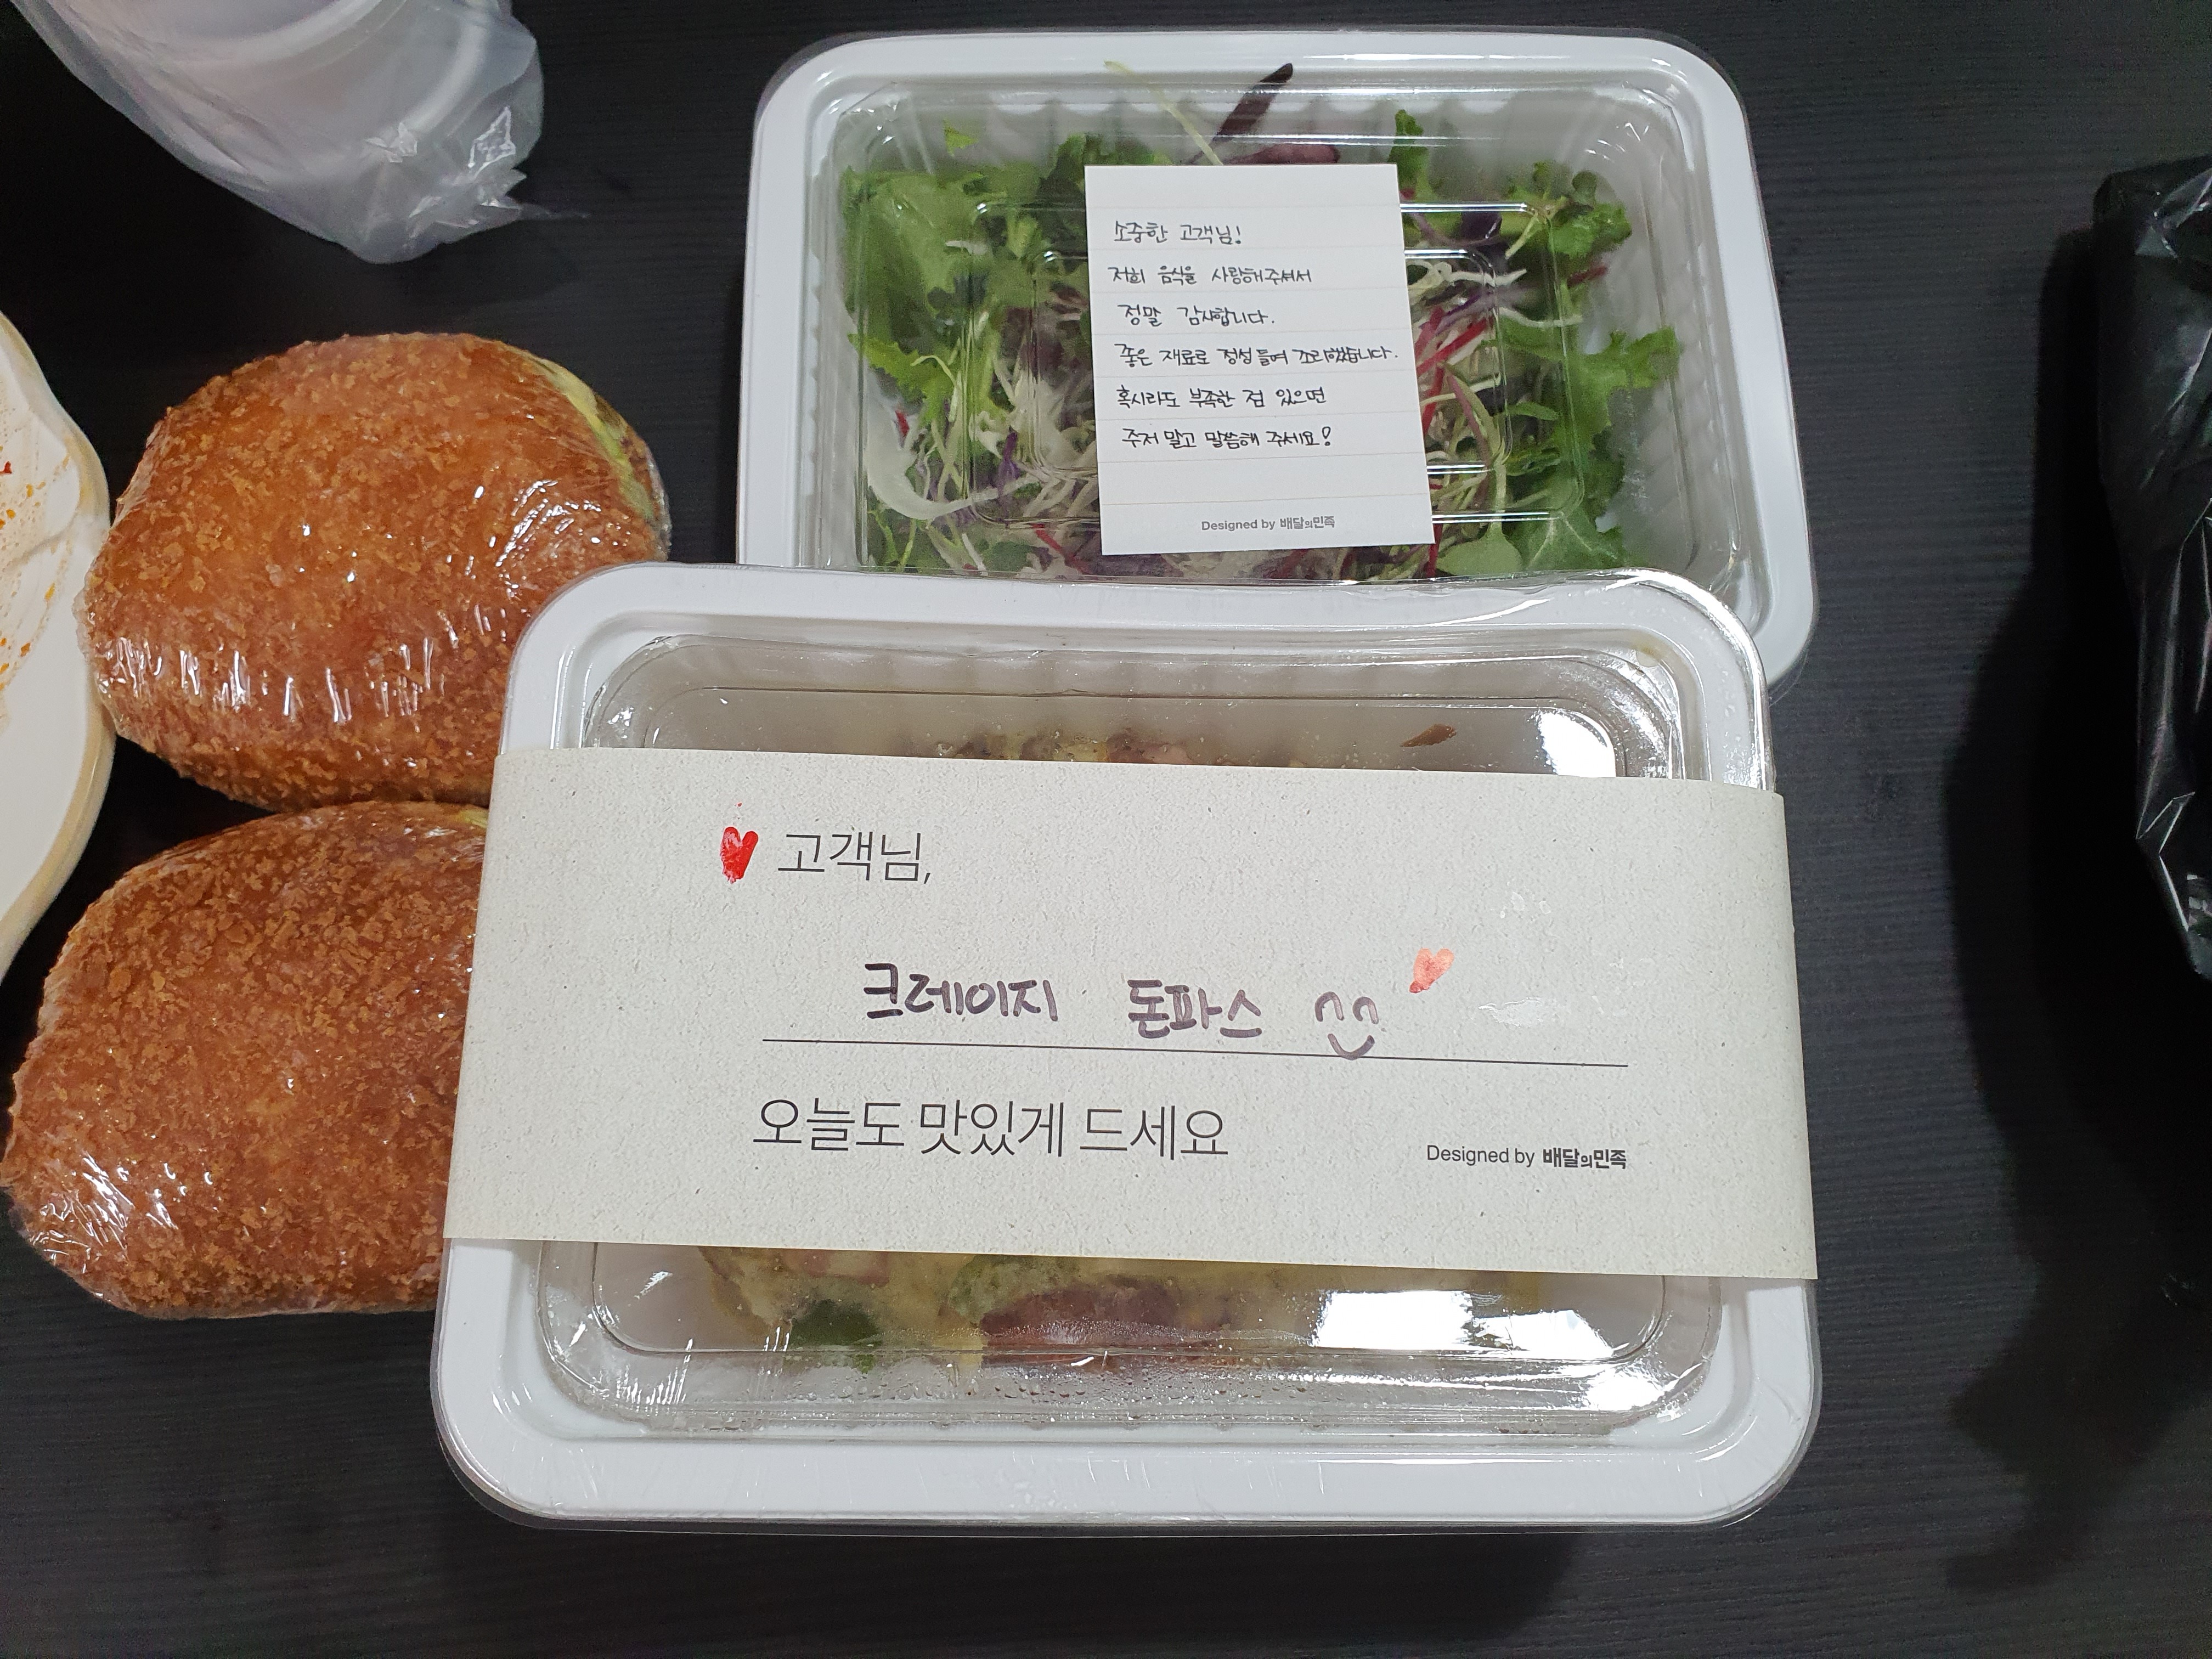 소중한 고객님!
저희 음식을 사랑해주셔서
정말 감사합니다.
좋은 재료로 정성 들여 조리했습니다.
혹시라도 부족한 점 있으면
주저 말고 말씀해 주세요!
Designed by 배달의민족
고객님,
크레이지 돈파스
오늘도 맛있게 드세요
Designed by 배달의민족